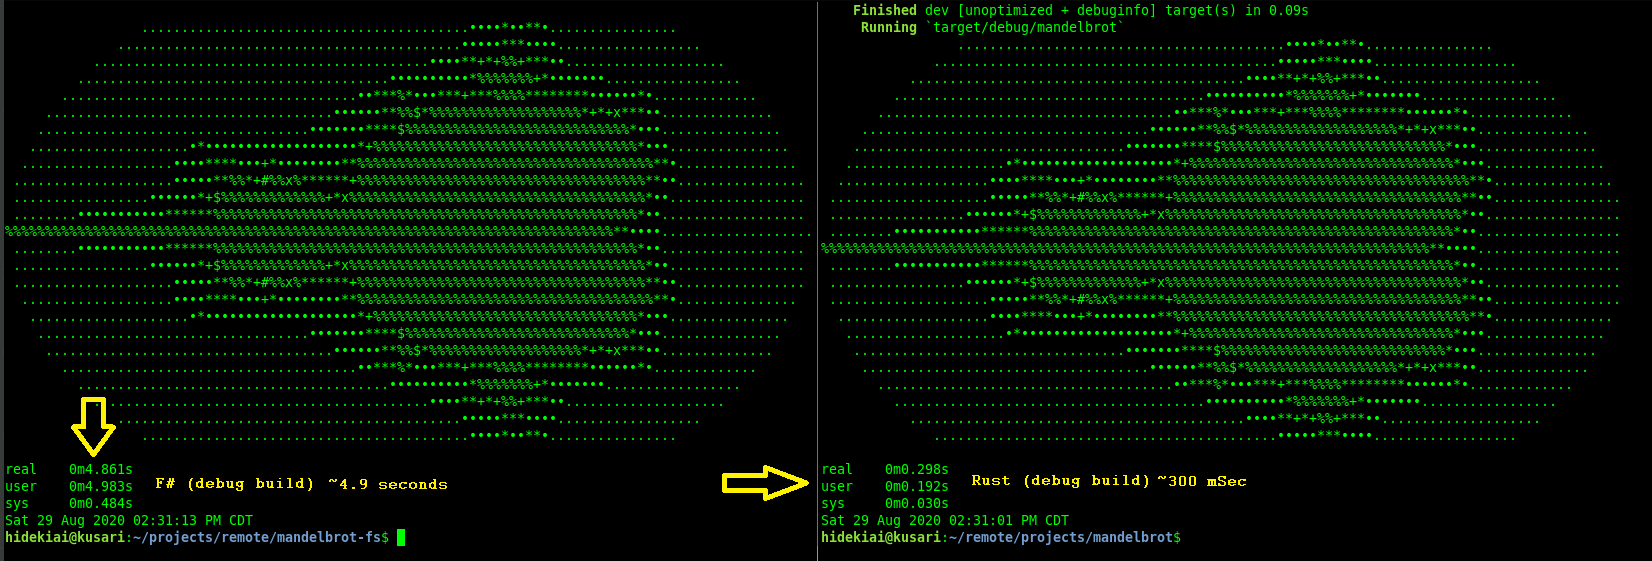 Finished dev [unoptimized + debuginfo] target(s) in 0.09s
Running `target/debug/mandelbrot`
real 0m4.861s
user 0m4.983s
sys 0m0.484s
F# (debug build) ~4.9 seconds
Sat 29 Aug 2020 02:31:13 PM CDT
hidekiai@kusari:~/projects/remote/mandelbrot-fs$
real 0m0.298s
user 0m0.192s
sys 0m0.030s
Rust (debug build) ~300 mSec
Sat 29 Aug 2020 02:31:01 PM CDT
hidekiai@kusari:~/remote/projects/mandelbrot$